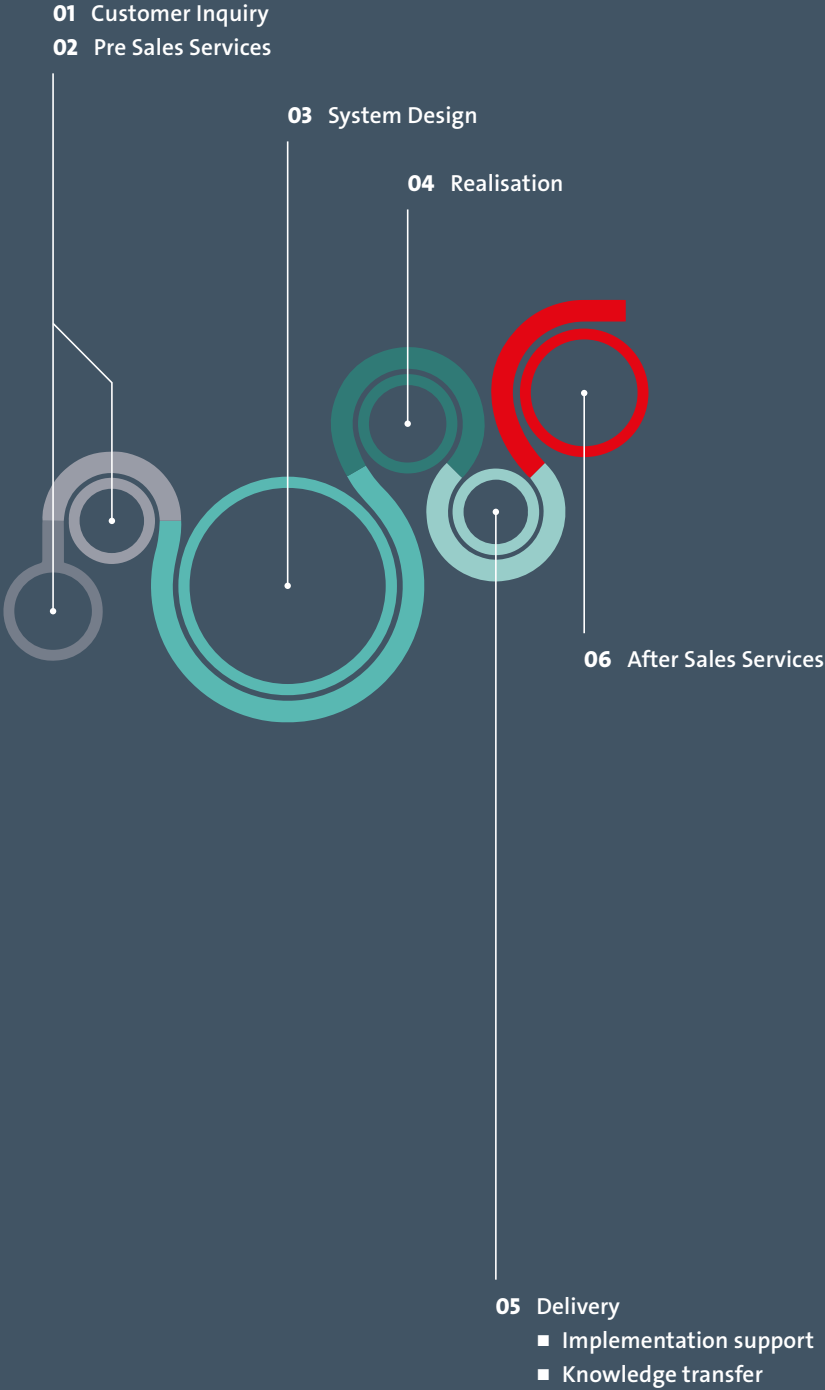 01 Customer Inquiry
02 Pre Sales Services
03 System Design
04 Realisation
06 After Sales Services
05 Delivery
■ Implementation support
■ Knowledge transfer